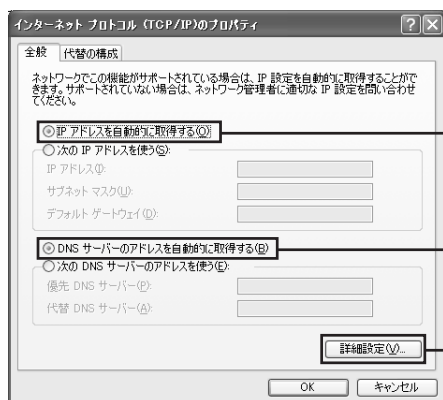 インターネット プロトコル (TCP/IP)のプロパティ
全般
代替の構成
ネットワークでこの機能がサポートされている場合は、IP 設定を自動的に取得することがで
きます。サポートされていない場合は、ネットワーク管理者に適切な IP 設定を問い合わせ
てください。
IP アドレスを自動的に取得する(O)
次の IP アドレスを使う(S):
IP アドレス(I):
サブネット マスク(U):
デフォルト ゲートウェイ(D):
DNS サーバーのアドレスを自動的に取得する(B)
次の DNS サーバーのアドレスを使う(E):
優先 DNS サーバー(P):
代替 DNS サーバー(A):
詳細設定(V)...
OK
キャンセル